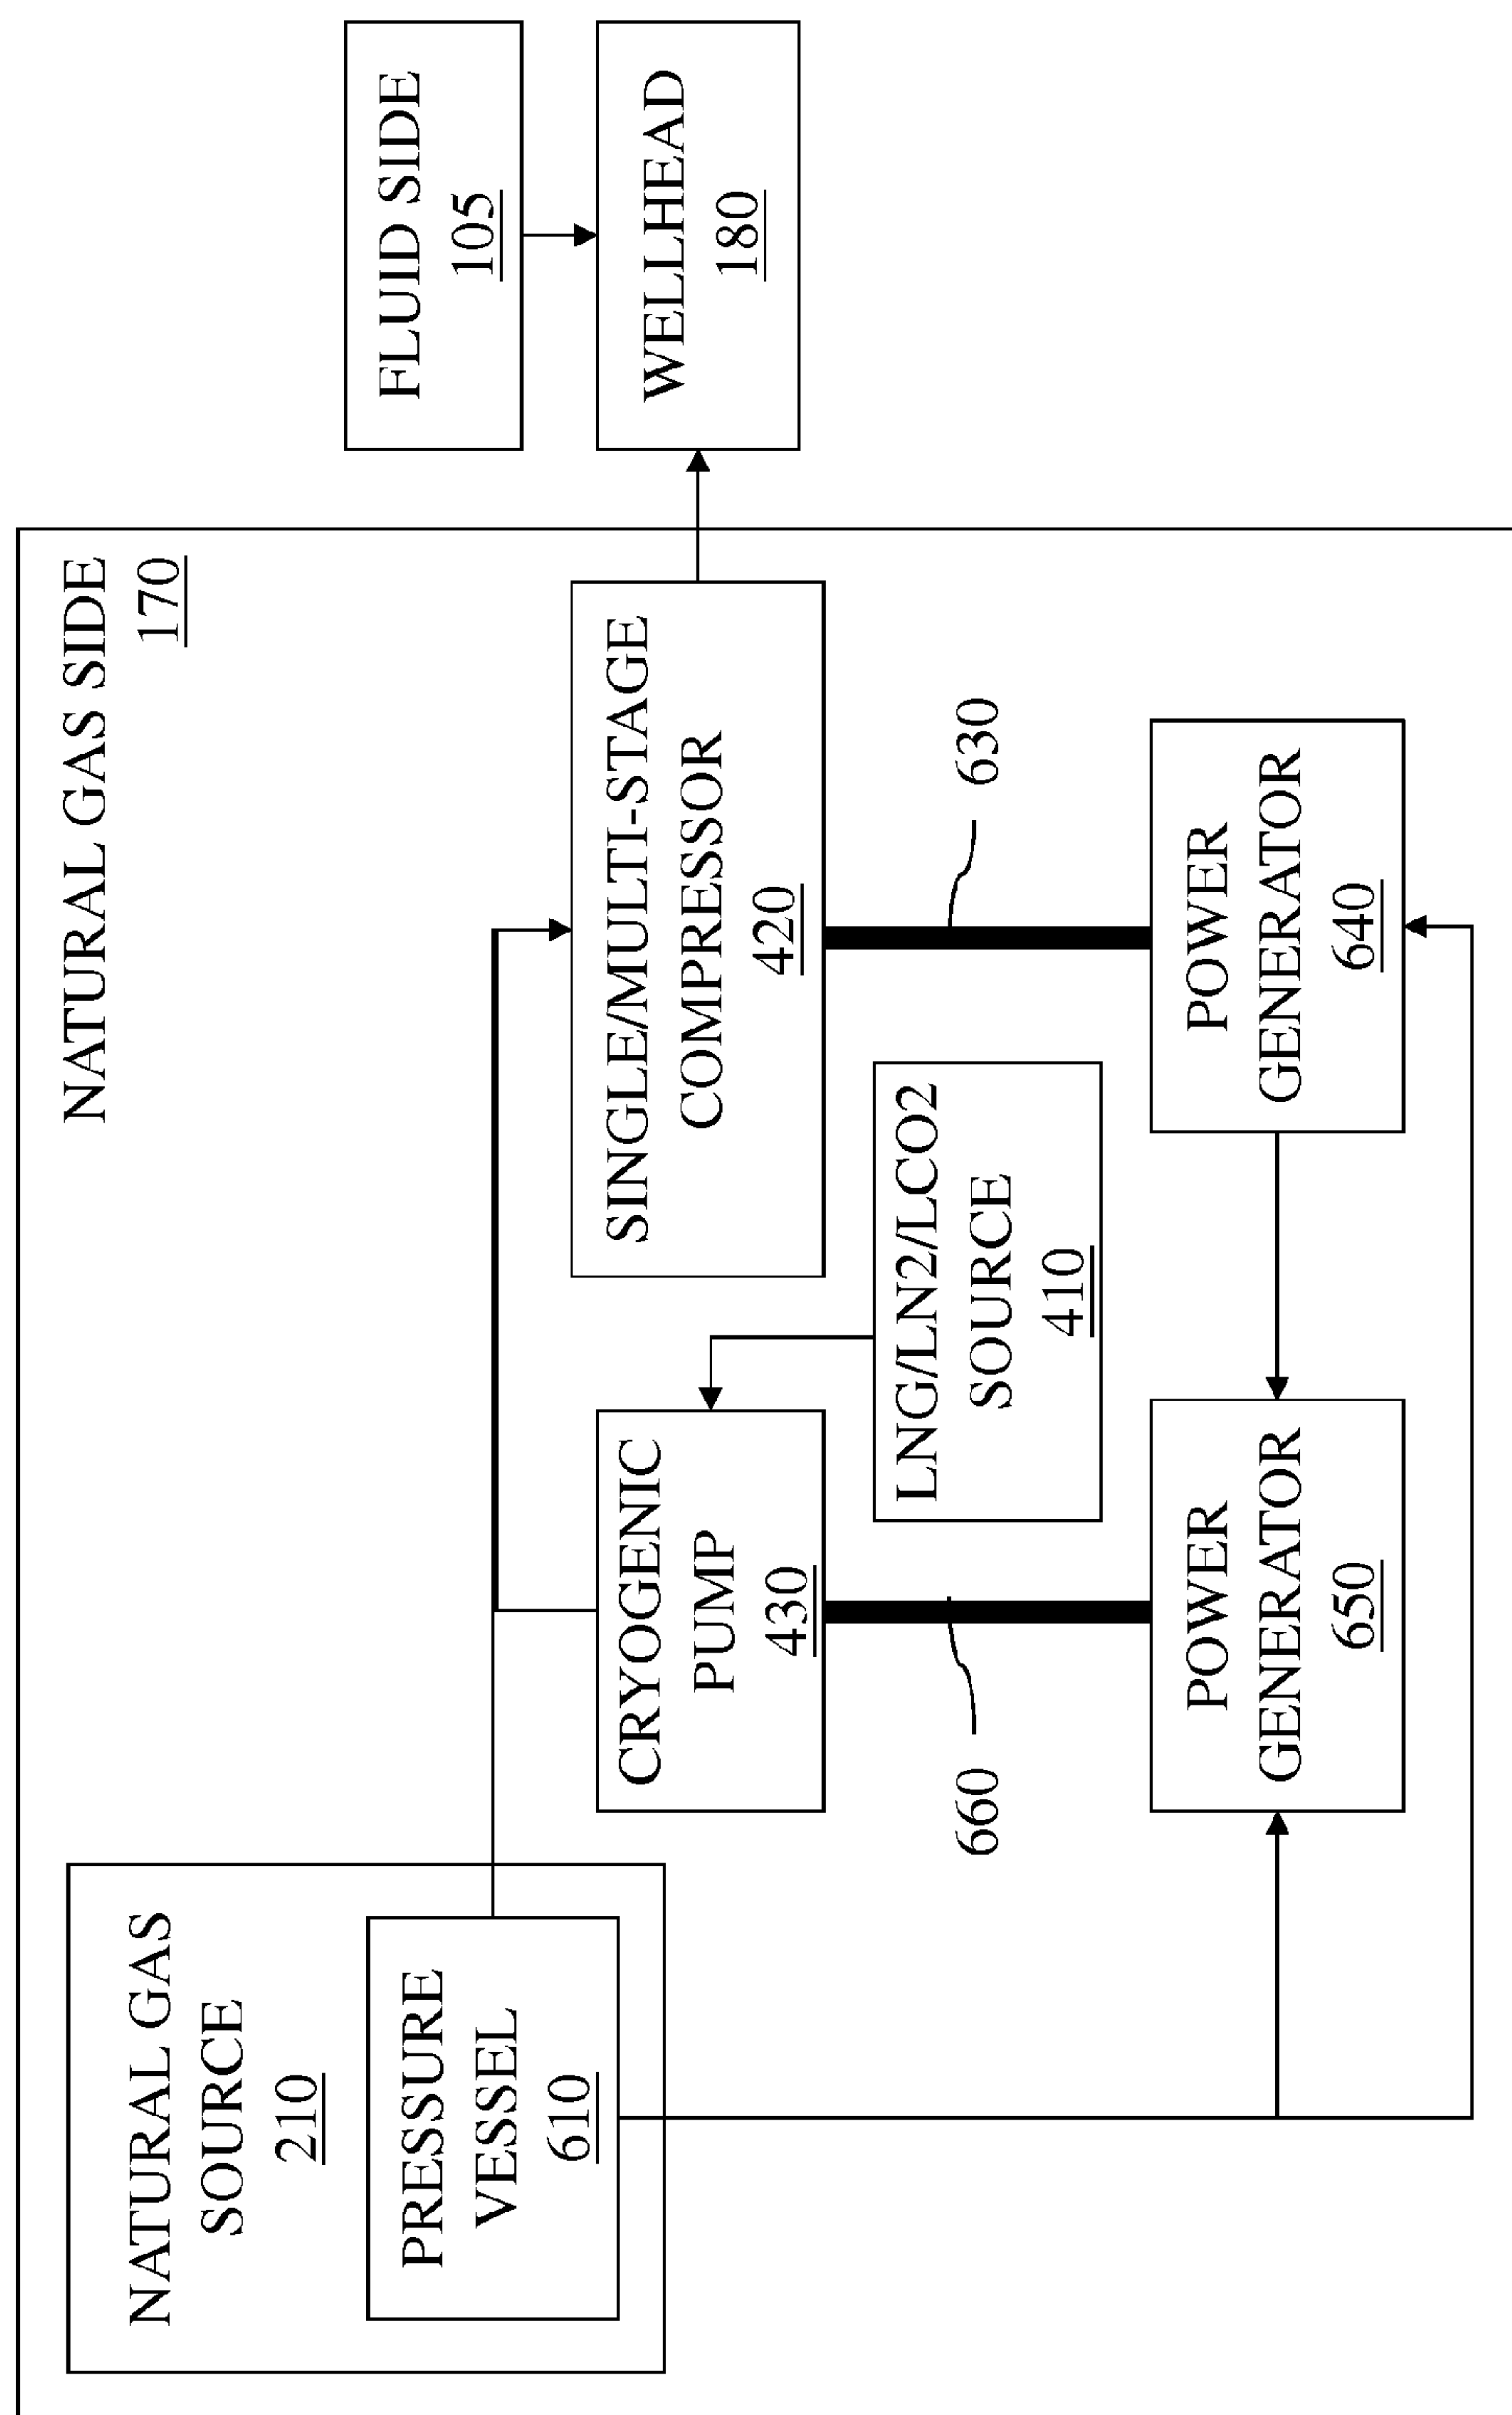 NATURAL GAS SIDE
170
NATURAL GAS
SOURCE
210
PRESSURE
VESSEL
610
CRYOGENIC
PUMP
430
SINGLE/MULTI-STAGE
COMPRESSOR
420
FLUID SIDE
105
WELLHEAD
180
LNG/LN2/LCO2
SOURCE
410
660
630
POWER
GENERATOR
650
POWER
GENERATOR
640